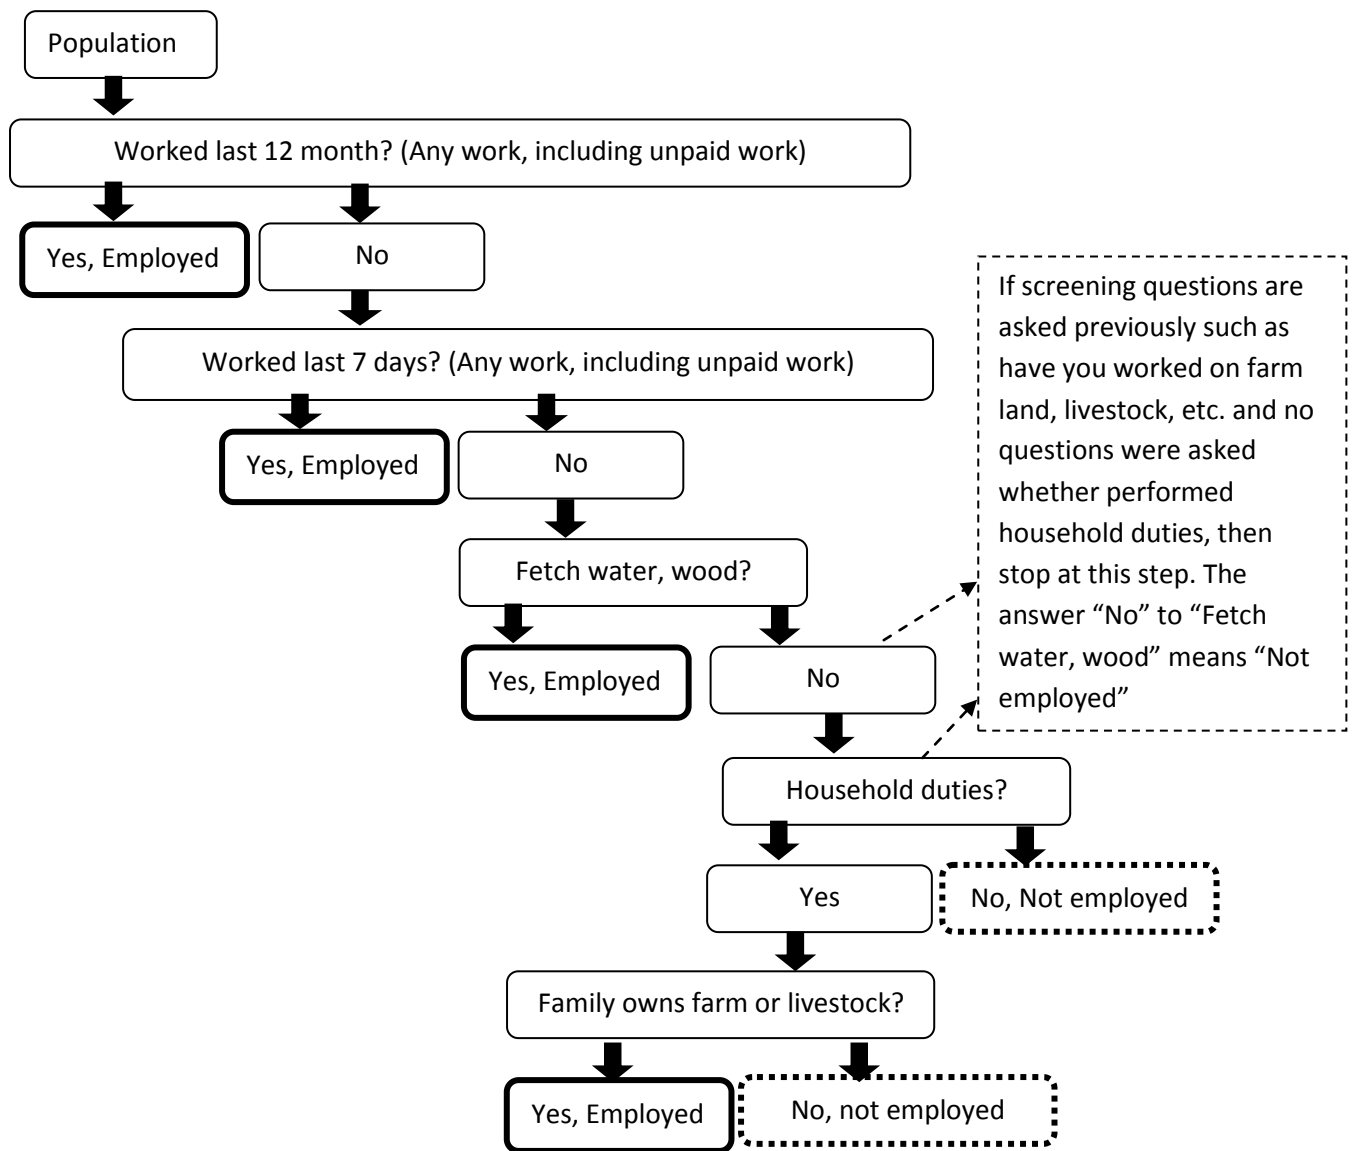 Population
Worked last 12 month? (Any work, including unpaid work)
Yes, Employed
No
Worked last 7 days? (Any work, including unpaid work)
Yes, Employed
No
Fetch water, wood?
Yes, Employed
No
If screening questions are
asked previously such as
have you worked on farm
land, livestock, etc. and no
questions were asked
whether performed
household duties, then
stop at this step. The
answer “No” to “Fetch
water, wood” means “Not
employed”
Household duties?
Yes
No, Not employed
Family owns farm or livestock?
Yes, Employed
No, not employed